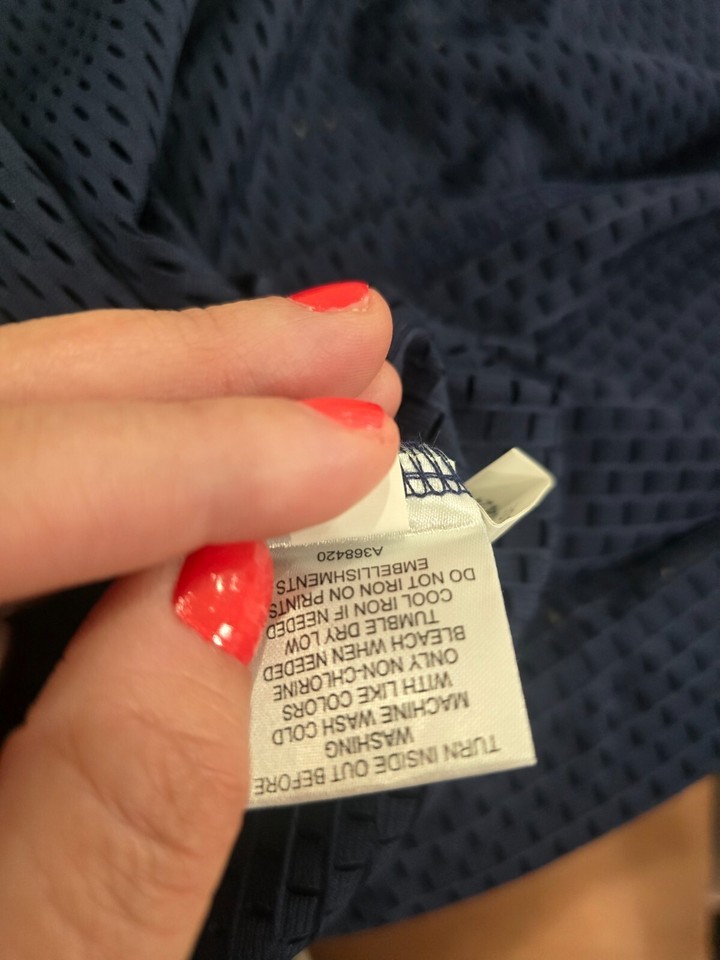 TURN INSIDE OUT BEFORE
WASHING
MACHINE WASH COLD
WITH LIKE COLORS
ONLY NON-CHLORINE
BLEACH WHEN NEEDED
TUMBLE DRY LOW
COOL IRON IF NEEDED
DO NOT IRON ON PRINTS
EMBELLISHMENTS
A368420